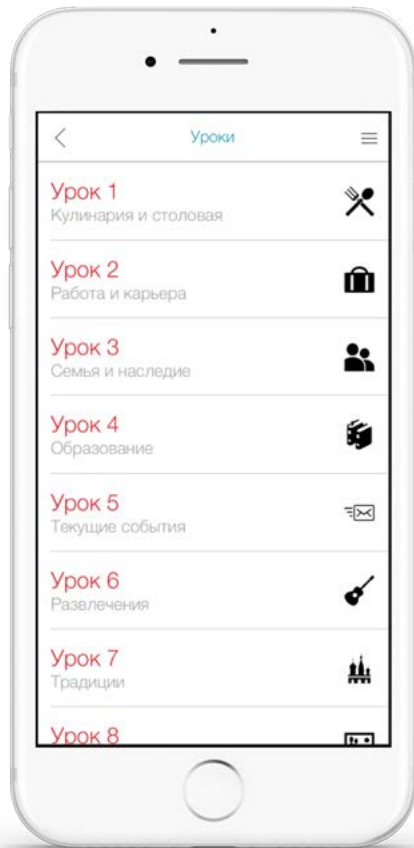 Уроки
Урок 1
Кулинария и столовая
Урок 2
Работа и карьера
Урок 3
Семья и наследие
Урок 4
Образование
Урок 5
Текущие события
Урок 6
Развлечения
Урок 7
Традиции
Урок 8